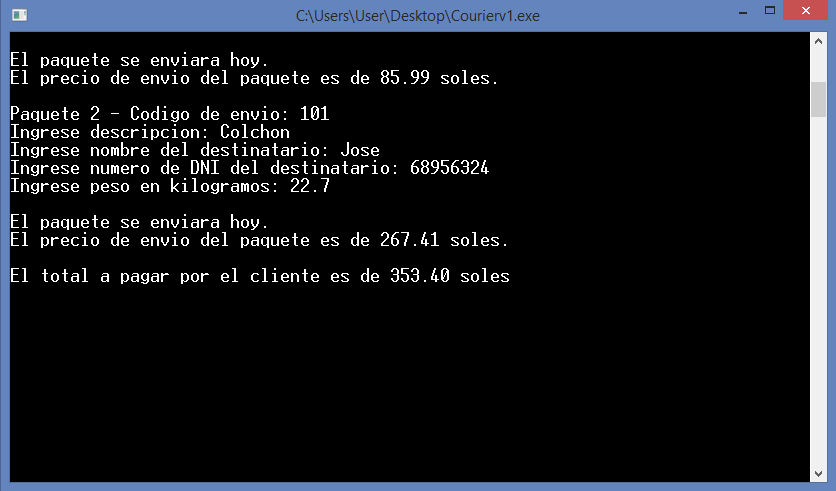 C:\Users\User\Desktop\Courierv1.exe
El paquete se enviara hoy.
El precio de envio del paquete es de 85.99 soles.
Paquete 2 - Codigo de envio: 101
Ingrese descripcion: Colchon
Ingrese nombre del destinatario: Jose
Ingrese numero de DNI del destinatario: 68956324
Ingrese peso en kilogramos: 22.7
El paquete se enviara hoy.
El precio de envio del paquete es de 267.41 soles.
El total a pagar por el cliente es de 353.40 soles